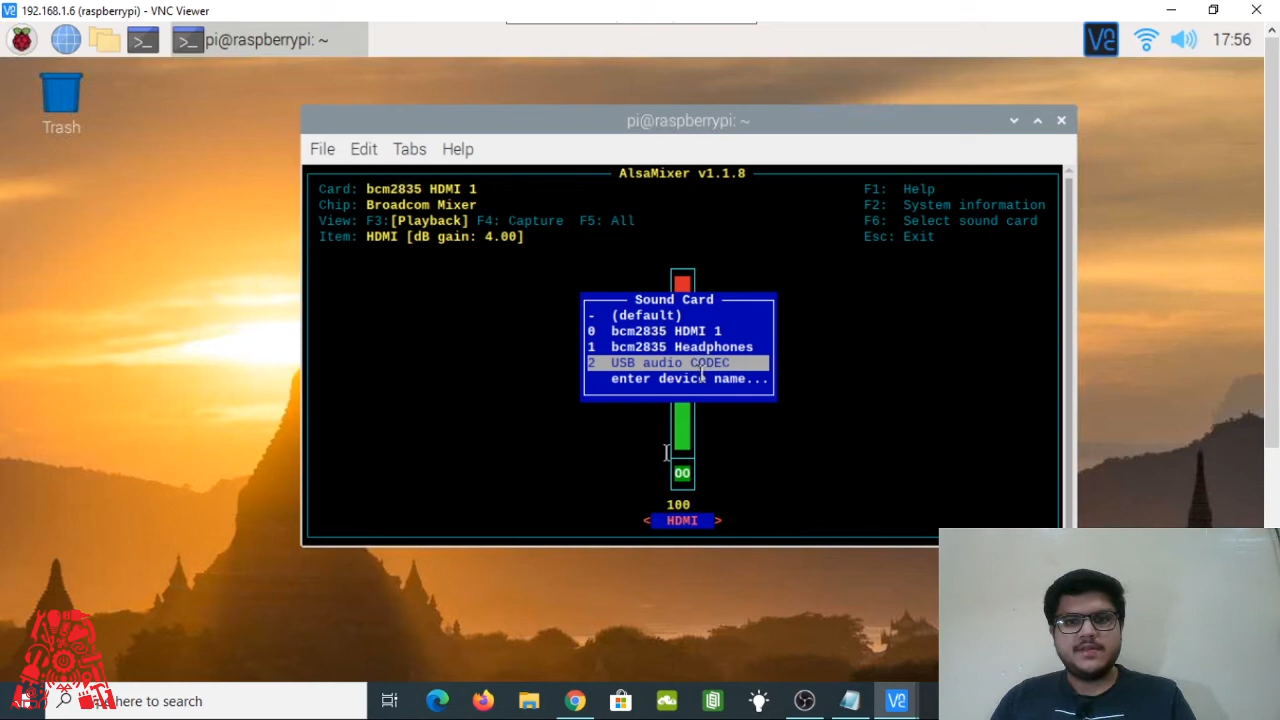 192.168.1.6 (raspberrypi) - VNC Viewer
pi@raspberrypi: ~
17:56
Trash
pi@raspberrypi: ~
File Edit Tabs Help
AlsaMixer v1.1.8
Card: bcm2835 HDMI 1
F1: Help
Chip: Broadcom Mixer
F2: System information
View: F3:[Playback] F4: Capture F5: All
F6: Select sound card
Item: HDMI [dB gain: 4.00]
Esc: Exit
Sound Card
- (default)
0 bcm2835 HDMI 1
1 bcm2835 Headphones
2 USB audio CODEC
enter device name...
OO
100
< HDMI >
here to search